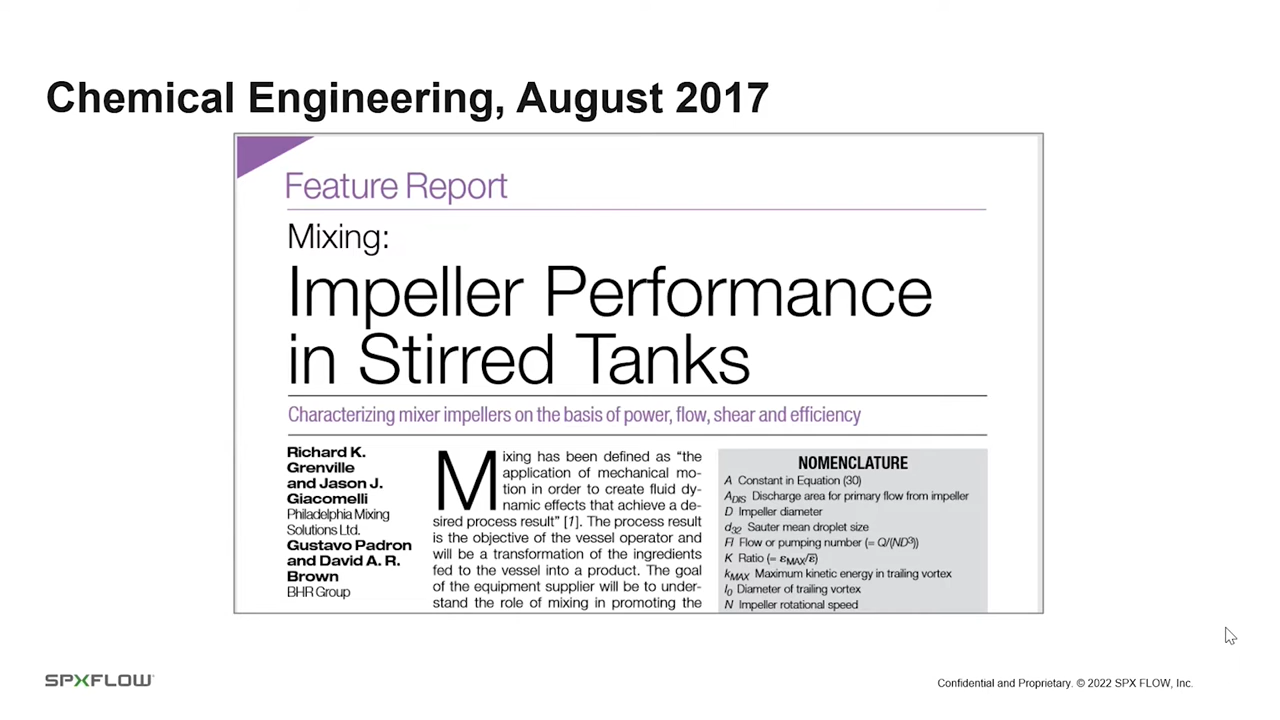 Chemical Engineering, August 2017
Feature Report
Mixing:
Impeller Performance
in Stirred Tanks
Characterizing mixer impellers on the basis of power, flow, shear and efficiency
Richard K.
Grenville
and Jason J.
Giacomelli
Philadelphia Mixing
Solutions Ltd.
Gustavo Padron
and David A. R.
Brown
BHR Group
Mixing has been defined as “the
application of mechanical mo-
tion in order to create fluid dy-
namic effects that achieve a de-
sired process result” [1]. The process result
is the objective of the vessel operator and
will be a transformation of the ingredients
fed to the vessel into a product. The goal
of the equipment supplier will be to under-
stand the role of mixing in promoting the
NOMENCLATURE
A Constant in Equation (30)
ADIS Discharge area for primary flow from impeller
D Impeller diameter
d32 Sauter mean droplet size
Fl Flow or pumping number (= Q/(ND³))
K Ratio (= εMAX/ε̅)
kMAX Maximum kinetic energy in trailing vortex
l0 Diameter of trailing vortex
N Impeller rotational speed
SPXFLOW
Confidential and Proprietary. © 2022 SPX FLOW, Inc.